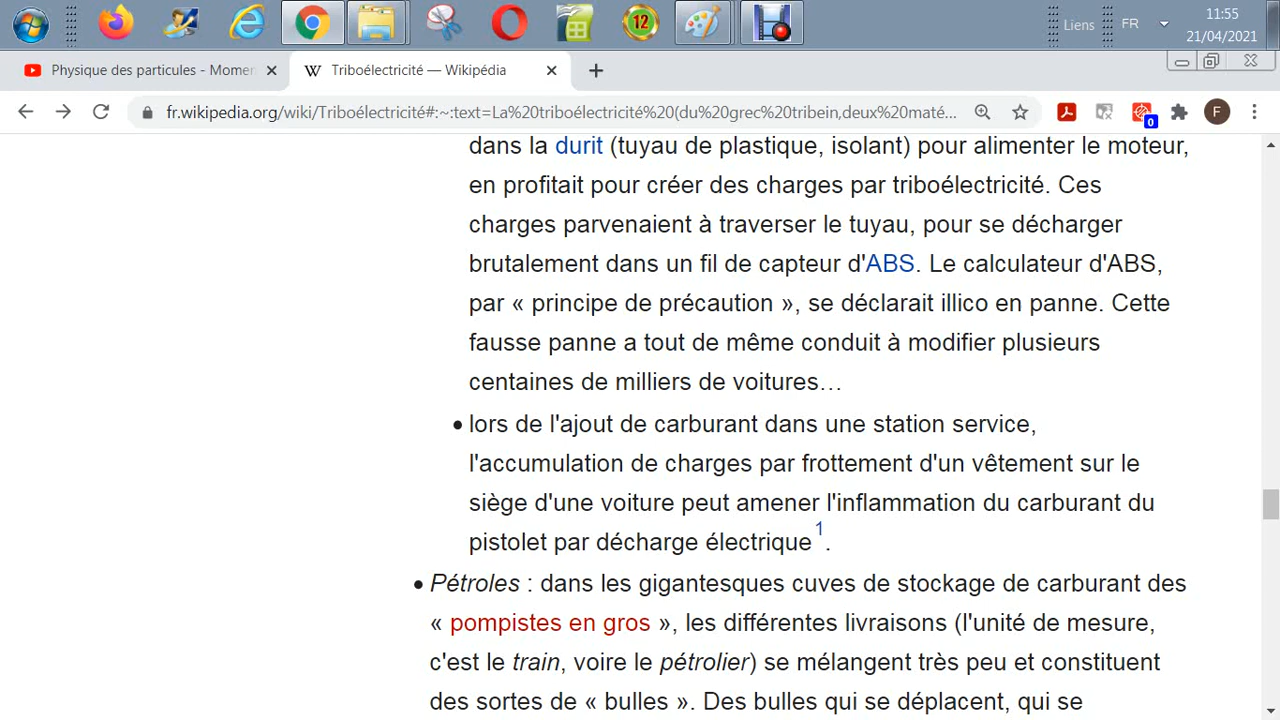 12
Liens
FR
11:55
21/04/2021
Physique des particules - Momen
W Triboélectricité — Wikipédia
fr.wikipedia.org/wiki/Triboélectricité#:~:text=La%20triboélectricité%20(du%20grec%20tribein,deux%20maté...
0
F
dans la durit (tuyau de plastique, isolant) pour alimenter le moteur,
en profitait pour créer des charges par triboélectricité. Ces
charges parvenaient à traverser le tuyau, pour se décharger
brutalement dans un fil de capteur d'ABS. Le calculateur d'ABS,
par « principe de précaution », se déclarait illico en panne. Cette
fausse panne a tout de même conduit à modifier plusieurs
centaines de milliers de voitures…
• lors de l'ajout de carburant dans une station service,
l'accumulation de charges par frottement d'un vêtement sur le
siège d'une voiture peut amener l'inflammation du carburant du
pistolet par décharge électrique 1.
• Pétroles : dans les gigantesques cuves de stockage de carburant des
« pompistes en gros », les différentes livraisons (l'unité de mesure,
c'est le train, voire le pétrolier) se mélangent très peu et constituent
des sortes de « bulles ». Des bulles qui se déplacent, qui se